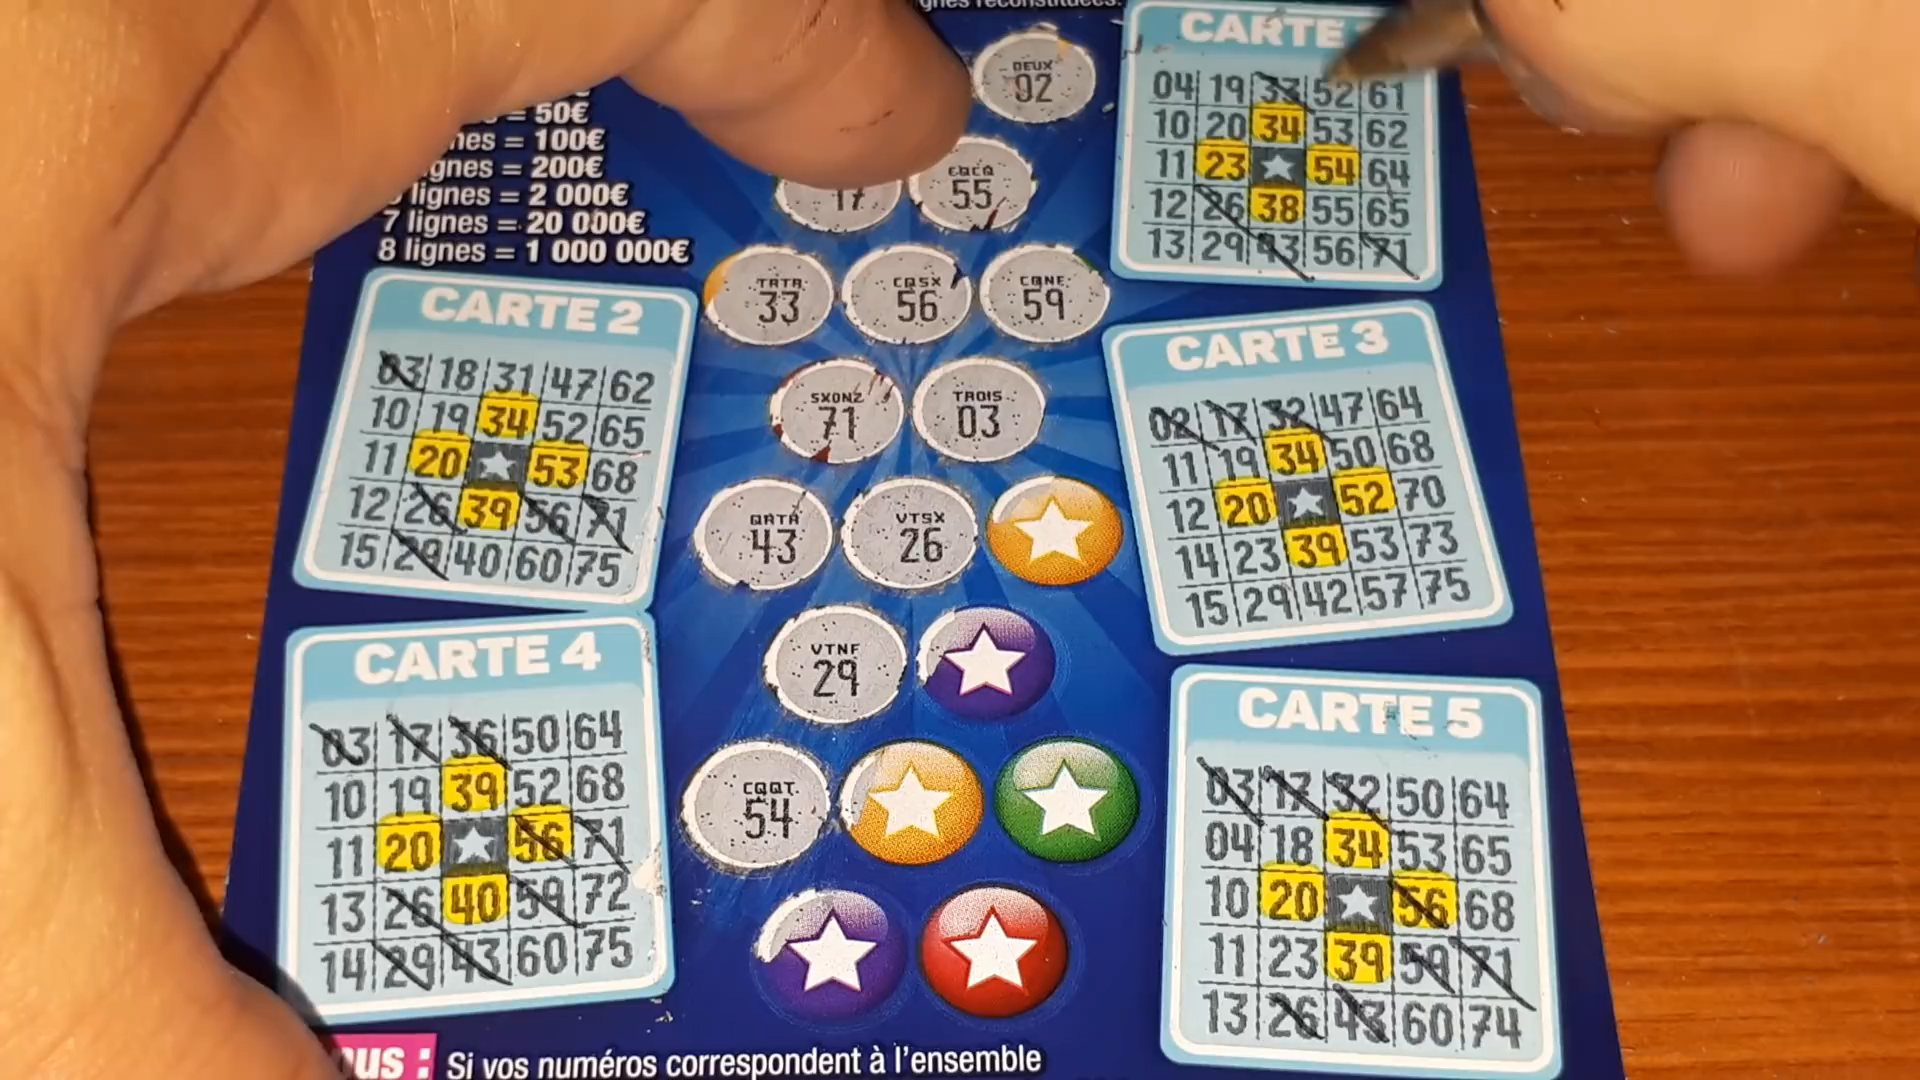 gnes reconstituées.
= 50€
nes = 100€
gnes = 200€
lignes = 2 000€
7 lignes = 20 000€
8 lignes = 1 000 000€
DEUX
02
17
CQCQ
55
TRTR
33
CQSX
56
CQNE
59
SXONZ
71
TROIS
03
QRTR
43
VTSX
26
VTNF
29
CQQT
54
CARTE
04 19 33 52 61
10 20 34 53 62
11 23 54 64
12 26 38 55 65
13 29 43 56 71
CARTE 2
03 18 31 47 62
10 19 34 52 65
11 20 53 68
12 26 39 56 71
15 29 40 60 75
CARTE 3
02 17 32 47 64
11 19 34 50 68
12 20 52 70
14 23 39 53 73
15 29 42 57 75
CARTE 4
03 17 36 50 64
10 19 39 52 68
11 20 56 71
13 26 40 59 72
14 29 43 60 75
CARTE 5
03 17 32 50 64
04 18 34 53 65
10 20 56 68
11 23 39 59 71
13 26 43 60 74
nus : Si vos numéros correspondent à l'ensemble